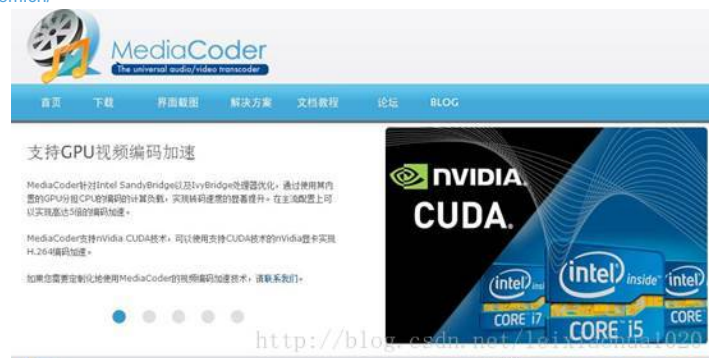 MediaCoder
The universal audio/video transcoder
首页 下载 界面截图 解决方案 文档教程 论坛 BLOG
支持GPU视频编码加速
MediaCoder针对Intel SandyBridge以及IvyBridge处理器优化,通过使用其内
置的GPU分担CPU的编码的计算负载,实现转码速度的显著提升。在主流配置上可
以实现高达5倍的编码加速。
MediaCoder支持nVidia CUDA技术,可以使用支持CUDA技术的nVidia显卡实现
H.264编码加速。
如果您需要定制化地使用MediaCoder的视频编码加速技术,请联系我们。
NVIDIA.
CUDA.
intel
CORE i7
intel inside
CORE i5
intel
http://blog.csdn.net/leixiaohua1020